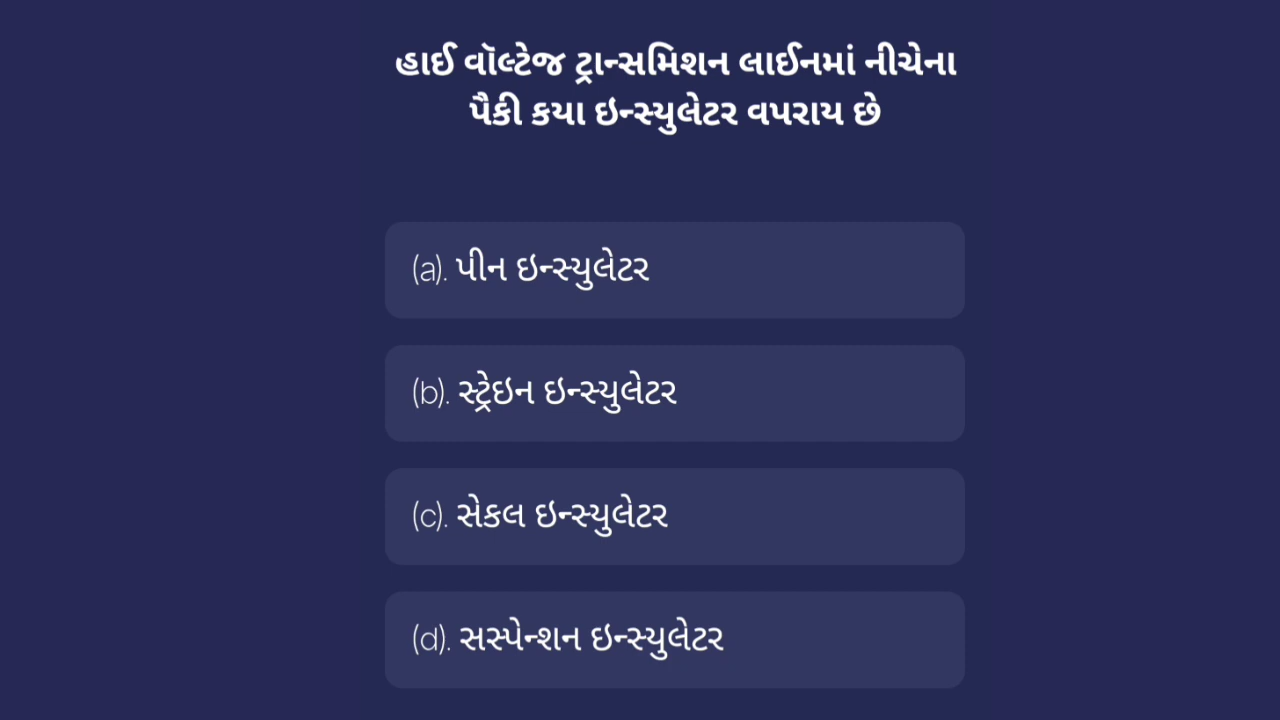 હાઈ વૉલ્ટેજ ટ્રાન્સમિશન લાઈનમાં નીચેના
પૈકી કયા ઇન્સ્યુલેટર વપરાય છે
(a). પીન ઇન્સ્યુલેટર
(b). સ્ટ્રેઇન ઇન્સ્યુલેટર
(c). સેકલ ઇન્સ્યુલેટર
(d). સસ્પેન્શન ઇન્સ્યુલેટર